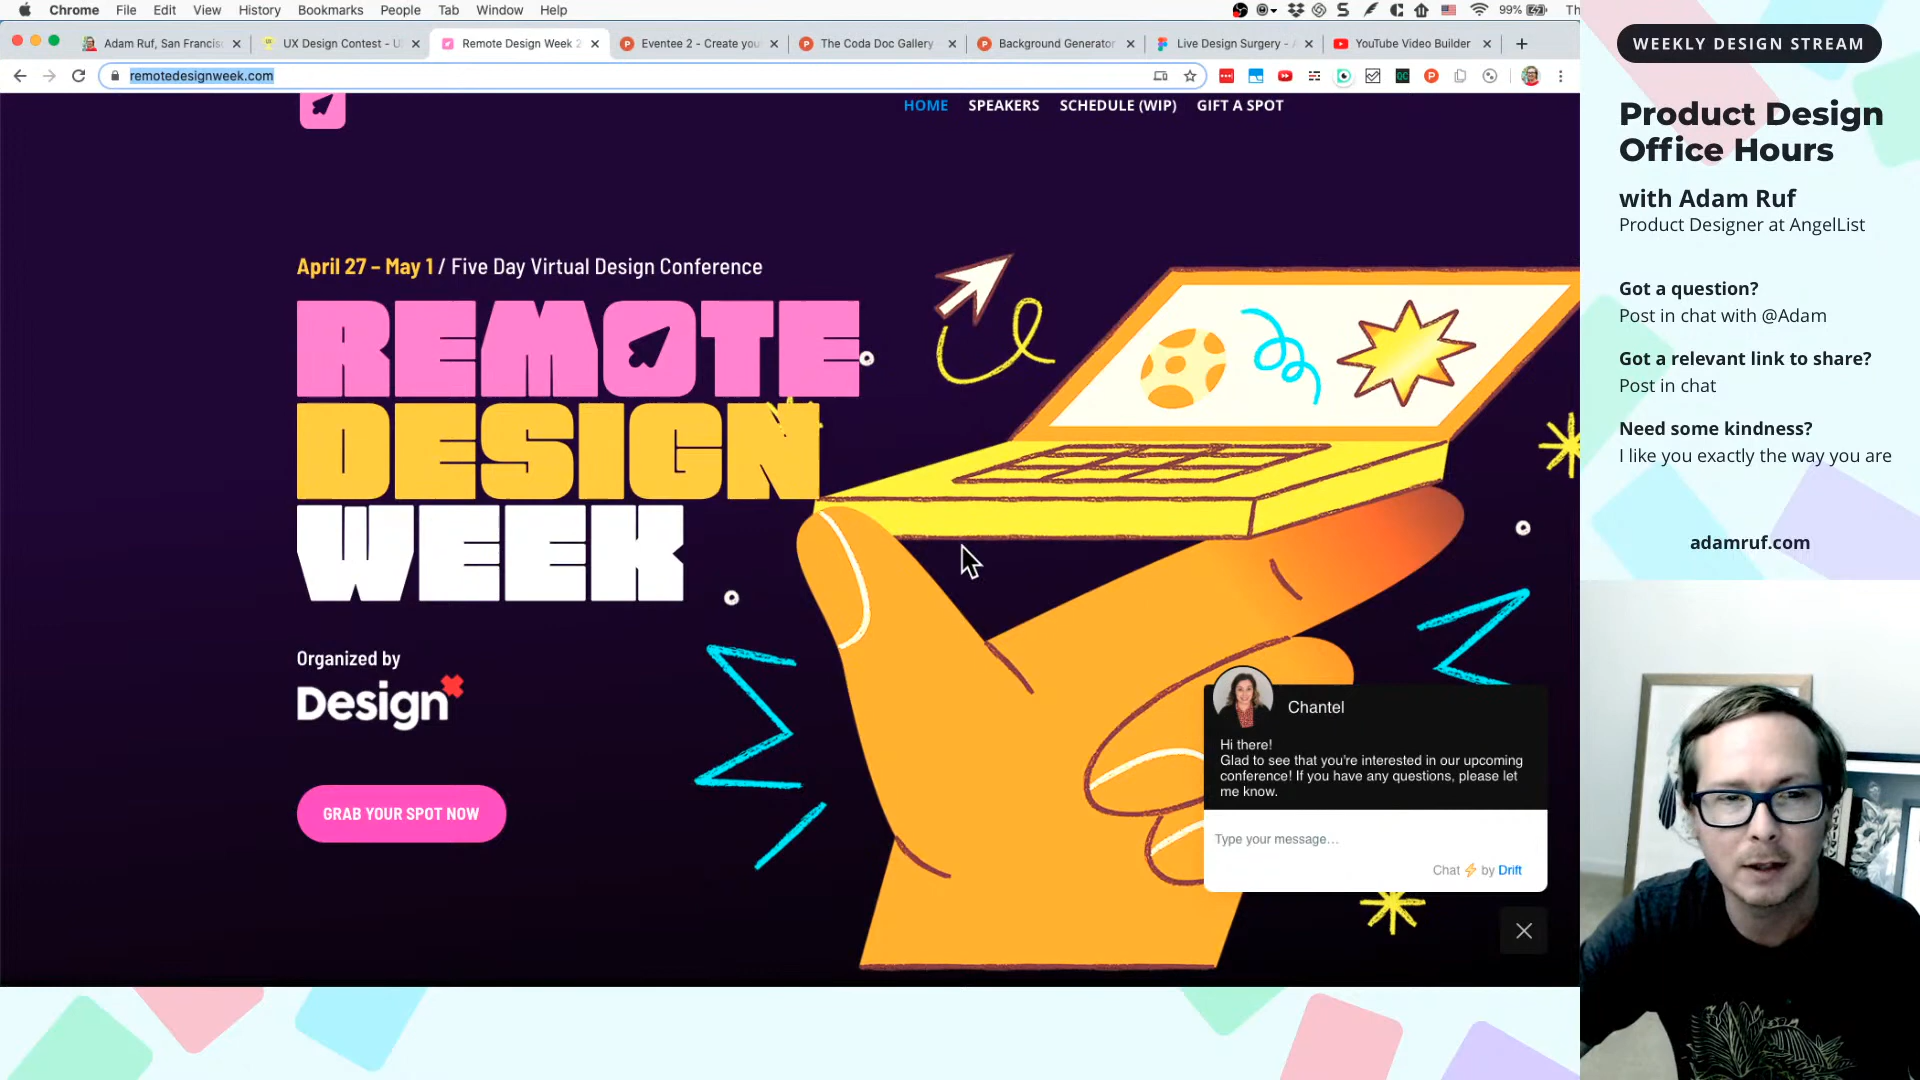 Chrome File Edit View History Bookmarks People Tab Window Help
99% Th
Adam Ruf, San Francis
UX Design Contest - U
Remote Design Week 2
Eventee 2 - Create you
The Coda Doc Gallery
Background Generator
Live Design Surgery - A
YouTube Video Builder
remotedesignweek.com
HOME SPEAKERS SCHEDULE (WIP) GIFT A SPOT
April 27 – May 1 / Five Day Virtual Design Conference
REMOTE
DESIGN
WEEK
Organized by
Design
GRAB YOUR SPOT NOW
Chantel
Hi there!
Glad to see that you're interested in our upcoming
conference! If you have any questions, please let
me know.
Type your message…
Chat ⚡ by Drift
WEEKLY DESIGN STREAM
Product Design
Office Hours
with Adam Ruf
Product Designer at AngelList
Got a question?
Post in chat with @Adam
Got a relevant link to share?
Post in chat
Need some kindness?
I like you exactly the way you are
adamruf.com